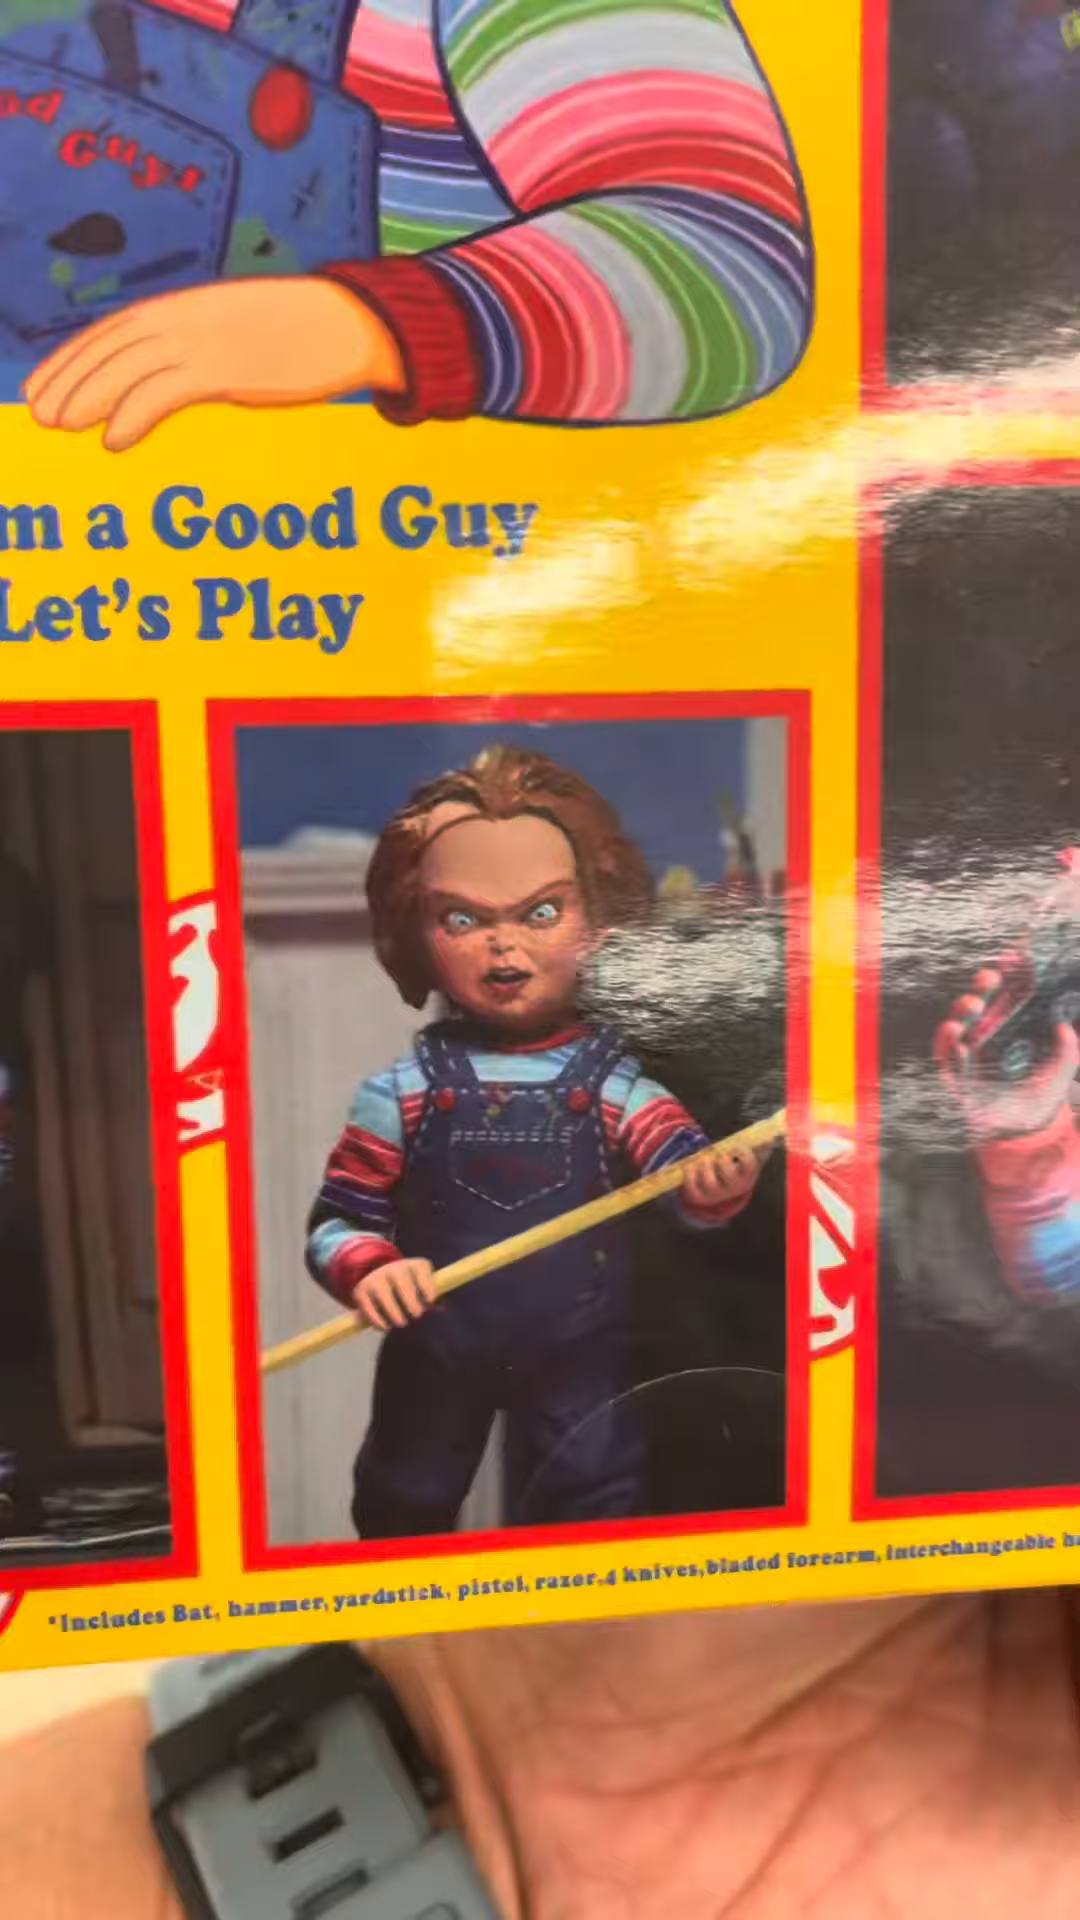 Guys
m a Good Guy
Let's Play
*Includes Bat, hammer, yardstick, pistol, razor,4 knives,bladed forearm, interchangeable